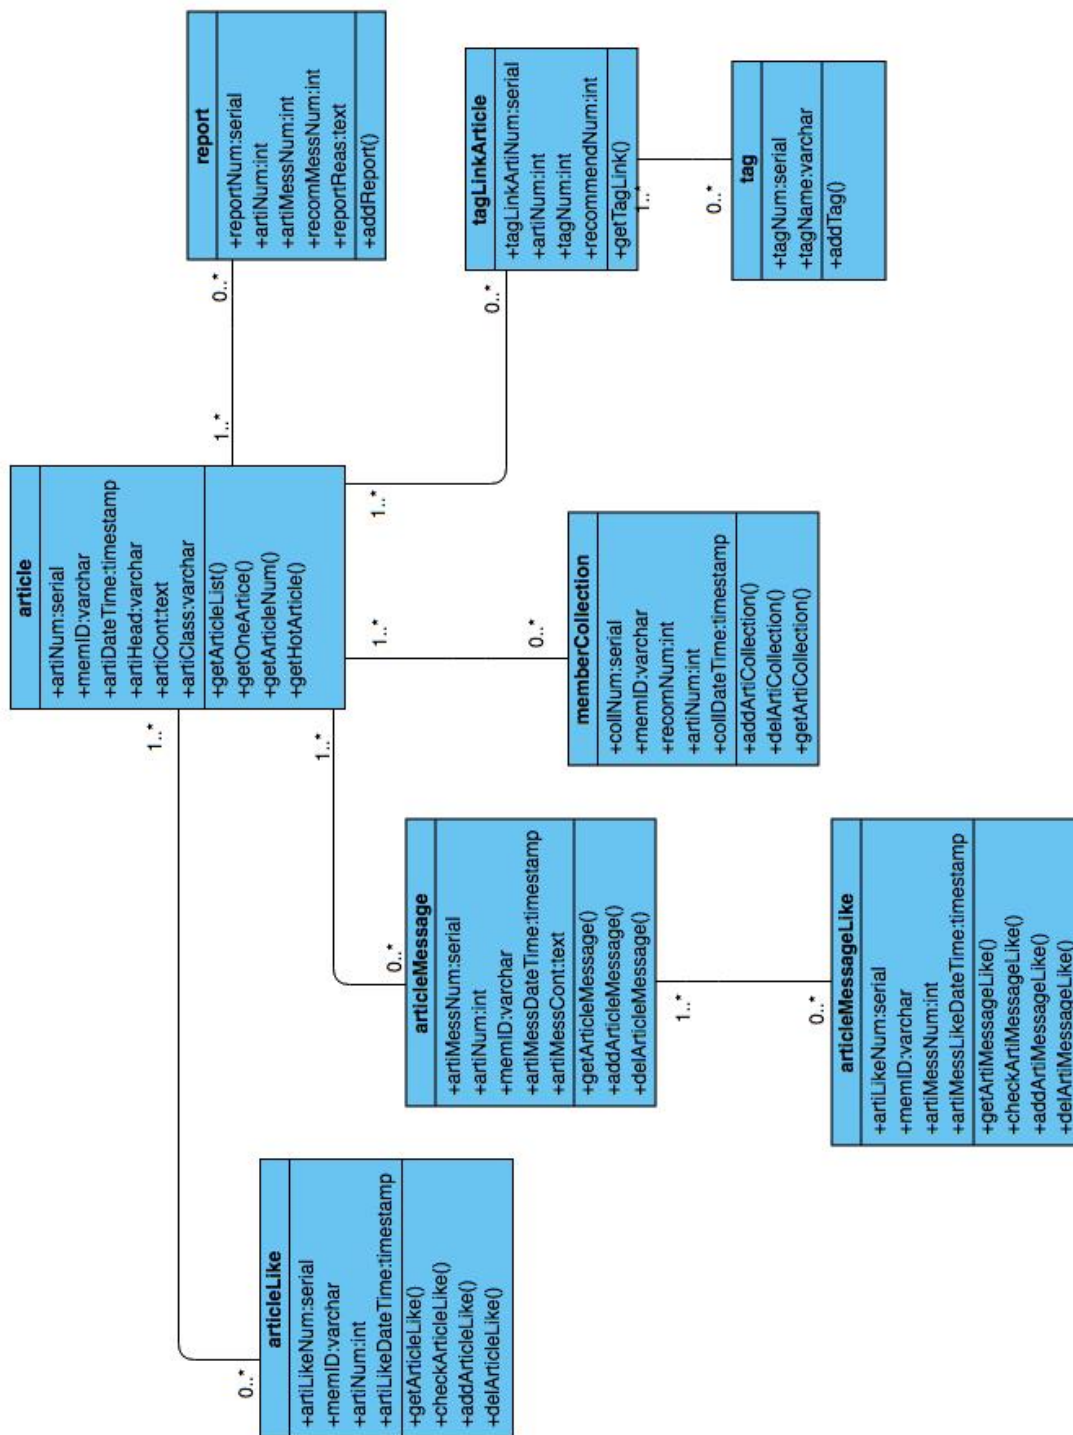 article
+artiNum:serial
+memID:varchar
+artiDateTime:timestamp
+artiHead:varchar
+artiCont:text
+artiClass:varchar
+getArticleList()
+getOneArtice()
+getArticleNum()
+getHotArticle()
1..*
0..*
1..*
0..*
1..*
0..*
1..*
0..*
1..*
0..*
articleLike
+artiLikeNum:serial
+memID:varchar
+artiNum:int
+artiLikeDateTime:timestamp
+getArticleLike()
+checkArticleLike()
+addArticleLike()
+delArticleLike()
articleMessage
+artiMessNum:serial
+artiNum:int
+memID:varchar
+artiMessDateTime:timestamp
+artiMessCont:text
+getArticleMessage()
+addArticleMessage()
+delArticleMessage()
1..*
0..*
articleMessageLike
+artiLikeNum:serial
+memID:varchar
+artiMessNum:int
+artiMessLikeDateTime:timestamp
+getArtiMessageLike()
+checkArtiMessageLike()
+addArtiMessageLike()
+delArtiMessageLike()
memberCollection
+collNum:serial
+memID:varchar
+recomNum:int
+artiNum:int
+collDateTime:timestamp
+addArtiCollection()
+delArtiCollection()
+getArtiCollection()
tagLinkArticle
+tagLinkArtiNum:serial
+artiNum:int
+tagNum:int
+recommendNum:int
+getTagLink()
1..*
0..*
tag
+tagNum:serial
+tagName:varchar
+addTag()
report
+reportNum:serial
+artiNum:int
+artiMessNum:int
+recomMessNum:int
+reportReas:text
+addReport()